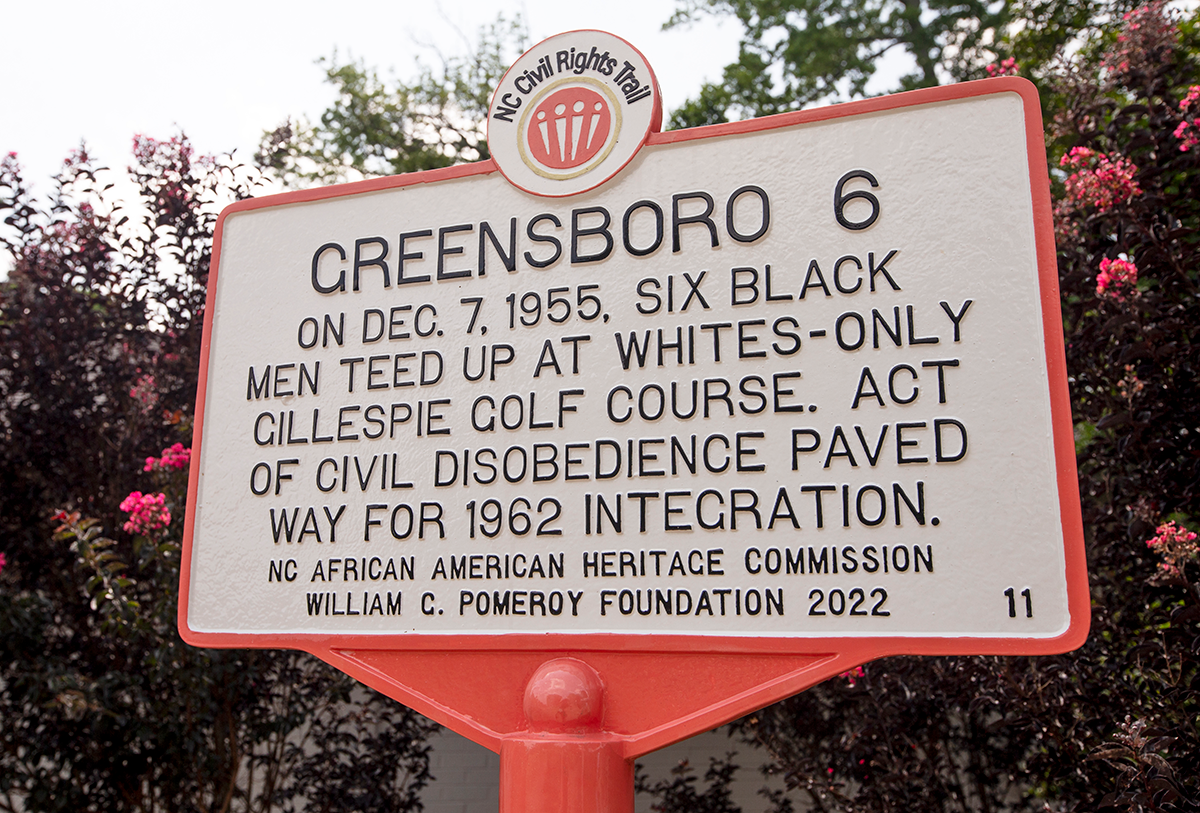 NC Civil Rights Trail
GREENSBORO 6
ON DEC. 7, 1955, SIX BLACK
MEN TEED UP AT WHITES-ONLY
GILLESPIE GOLF COURSE. ACT
OF CIVIL DISOBEDIENCE PAVED
WAY FOR 1962 INTEGRATION.
NC AFRICAN AMERICAN HERITAGE COMMISSION
WILLIAM G. POMEROY FOUNDATION 2022 11